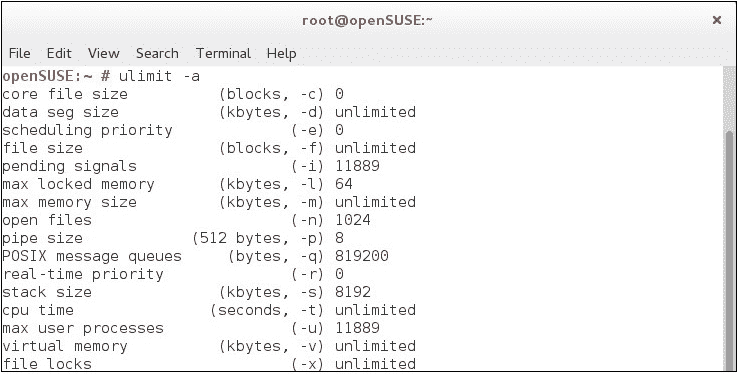 root@openSUSE:~ ×
File Edit View Search Terminal Help
openSUSE:~ # ulimit -a
core file size          (blocks, -c) 0
data seg size           (kbytes, -d) unlimited
scheduling priority             (-e) 0
file size               (blocks, -f) unlimited
pending signals                 (-i) 11889
max locked memory       (kbytes, -l) 64
max memory size         (kbytes, -m) unlimited
open files                      (-n) 1024
pipe size            (512 bytes, -p) 8
POSIX message queues     (bytes, -q) 819200
real-time priority              (-r) 0
stack size              (kbytes, -s) 8192
cpu time               (seconds, -t) unlimited
max user processes              (-u) 11889
virtual memory          (kbytes, -v) unlimited
file locks                      (-x) unlimited